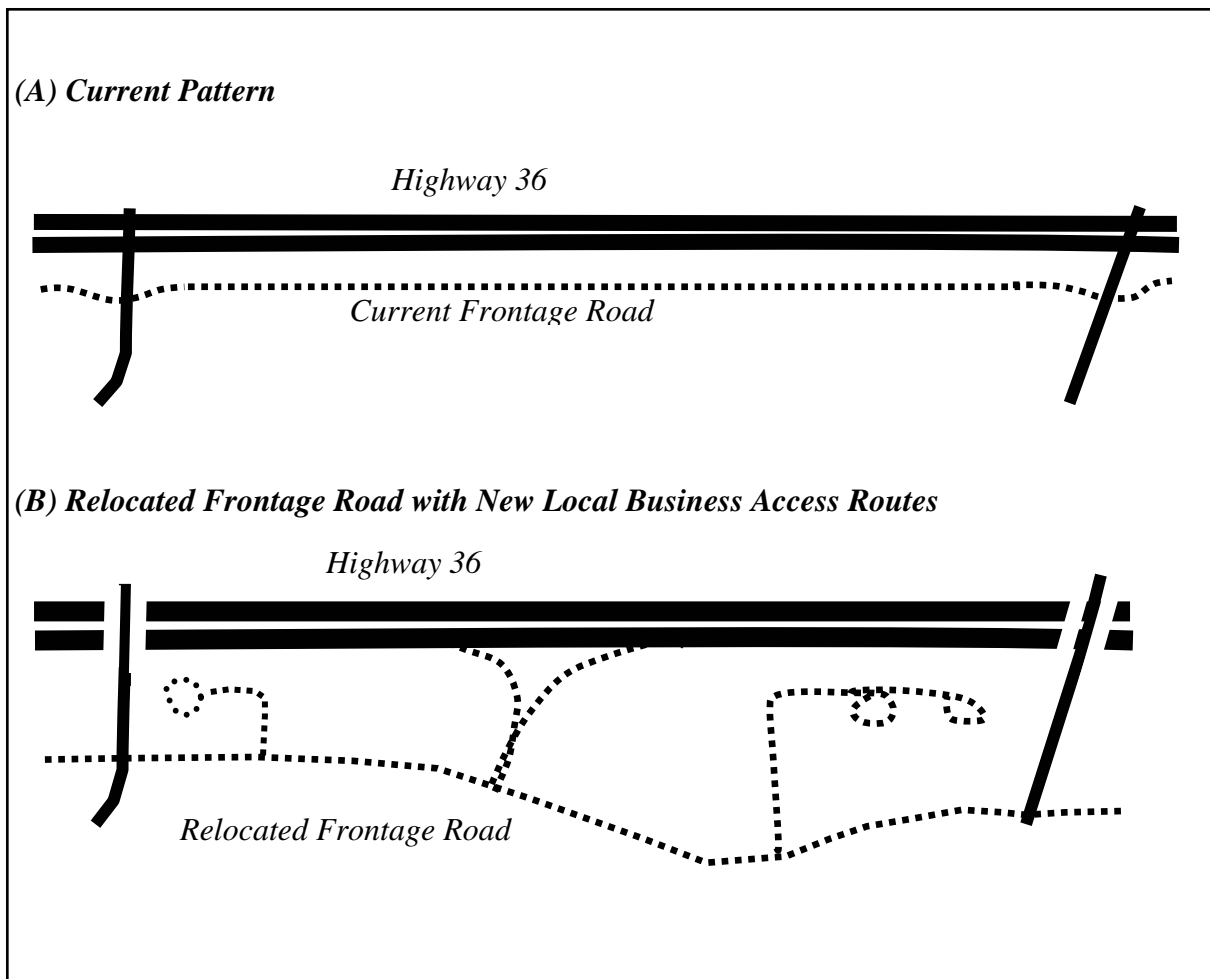 (A) Current Pattern
Highway 36
Current Frontage Road
(B) Relocated Frontage Road with New Local Business Access Routes
Highway 36
Relocated Frontage Road